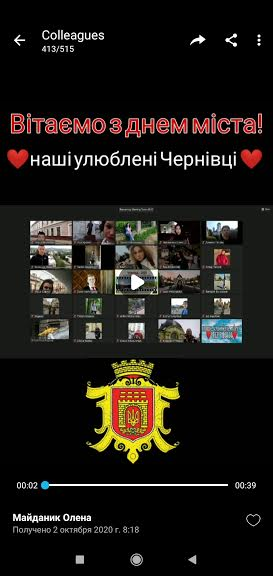 Colleagues
413/515
Вітаємо з днем міста!
наші улюблені Чернівці
00:02
00:39
Майданик Олена
Получено 2 октября 2020 г. 8:18